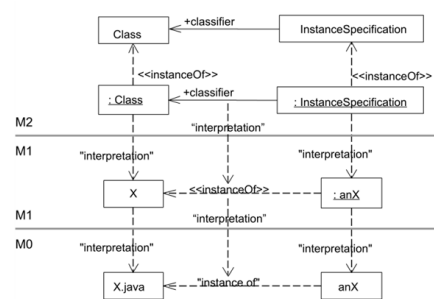 +classifier
Class
InstanceSpecification
<<instanceOf>>
<<instanceOf>>
+classifier
: Class
: InstanceSpecification
M2
"interpretation"
M1
"interpretation"
"interpretation"
X
<<instanceOf>>
: anX
M1
"interpretation"
M0
"interpretation"
"interpretation"
X.java
"instance of"
anX